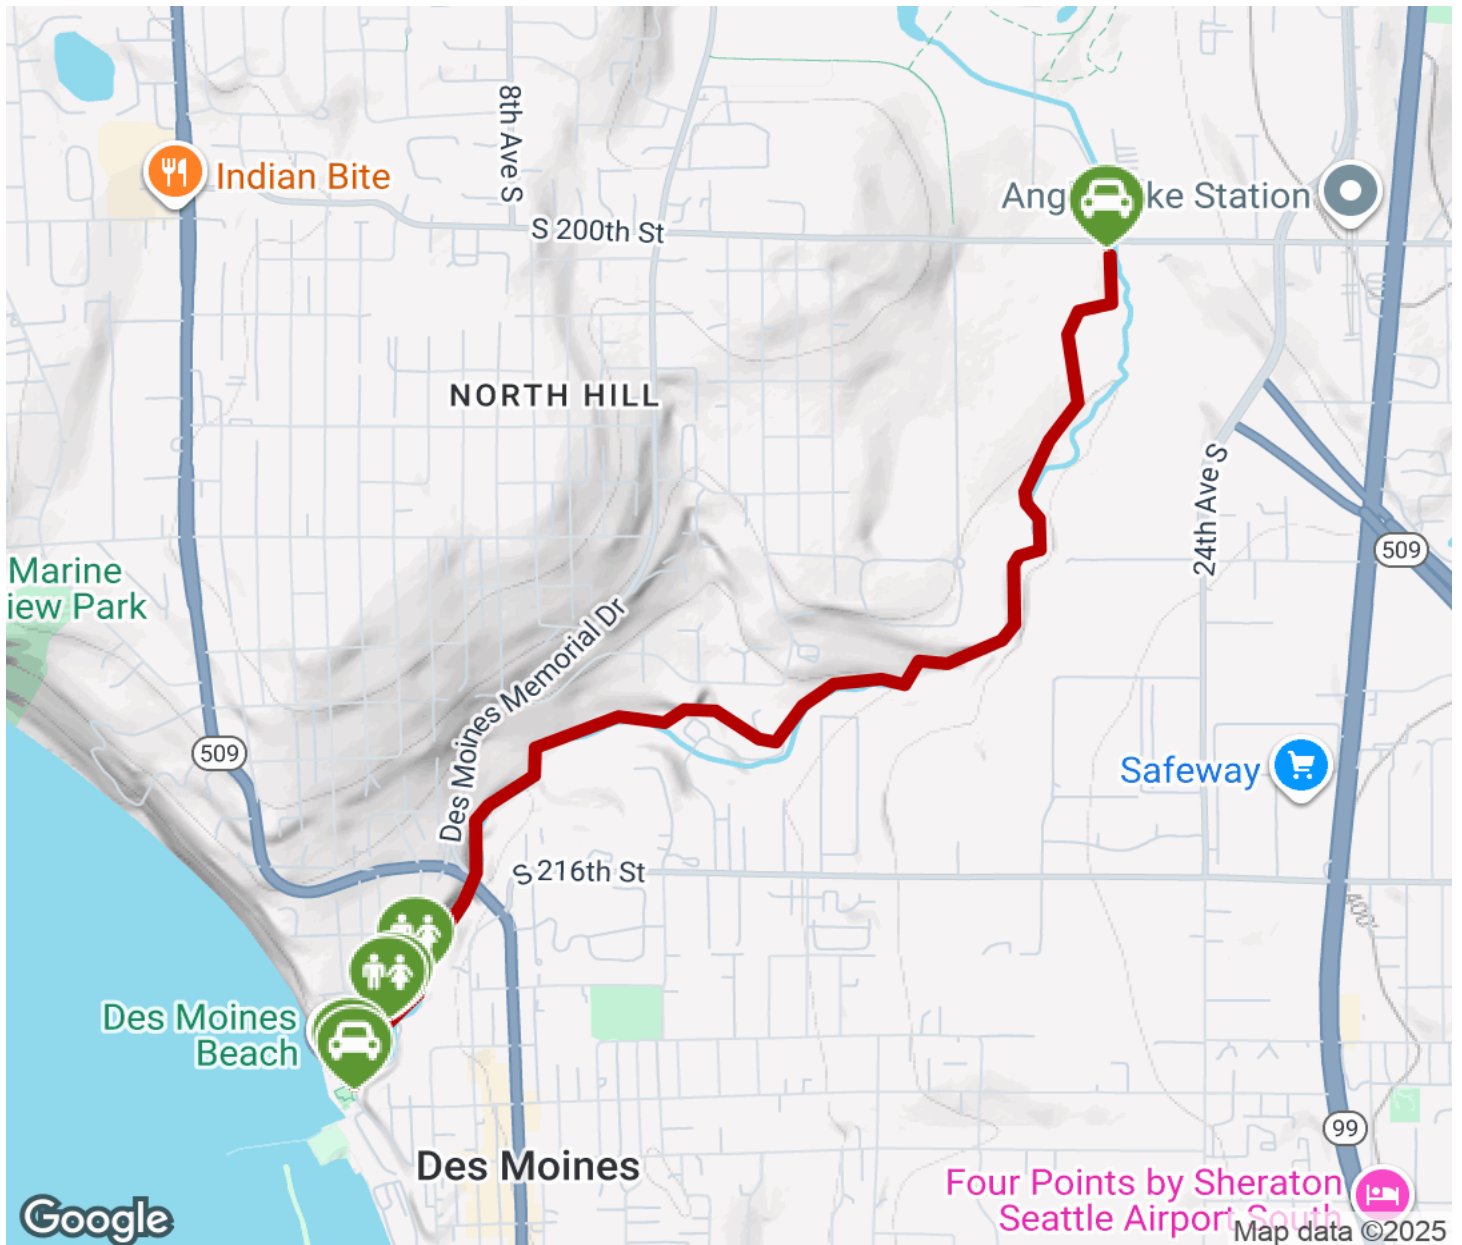 8th Ave S
Indian Bite
Ang
ke Station
S 200th St
NORTH HILL
24th Ave S
509
Marine
iew Park
Des Moines Memorial Dr
509
Safeway
S 216th St
400'
Des Moines
Beach
99
Des Moines
Four Points by Sheraton
Seattle Airport South
Google
Map data ©2025